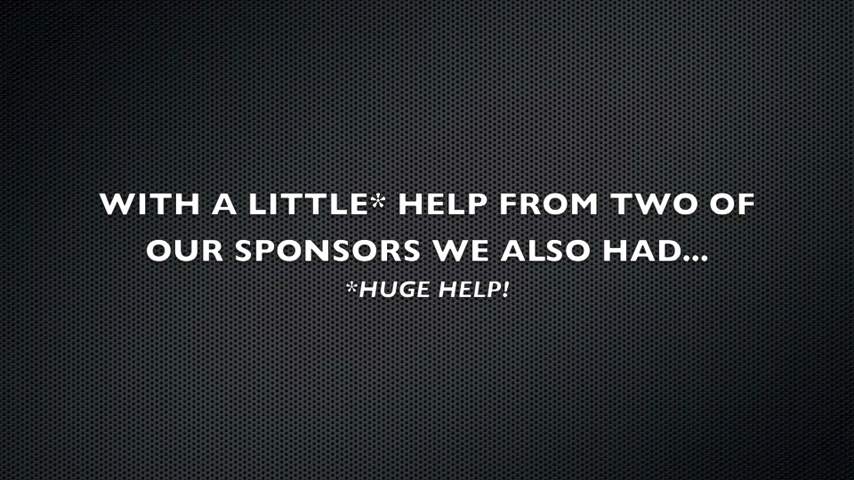 WITH A LITTLE* HELP FROM TWO OF
OUR SPONSORS WE ALSO HAD...
*HUGE HELP!